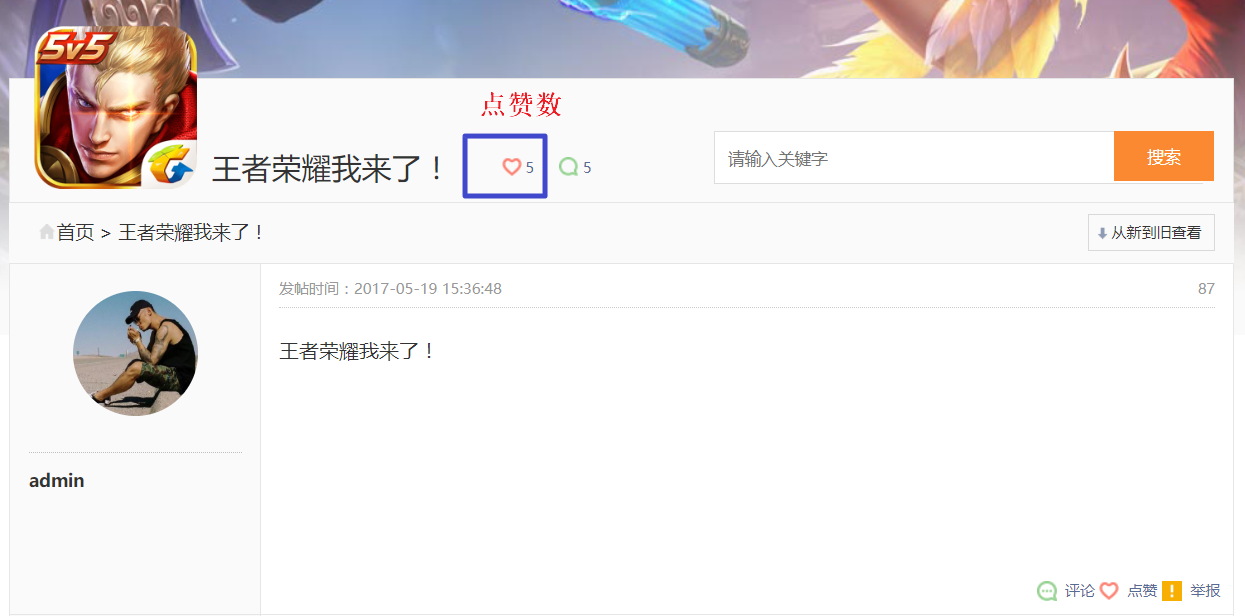 5v5
点赞数
王者荣耀我来了！ 5 5
请输入关键字 搜索
首页 > 王者荣耀我来了！ 从新到旧查看
发帖时间：2017-05-19 15:36:48 87
王者荣耀我来了！
admin
评论 点赞 举报